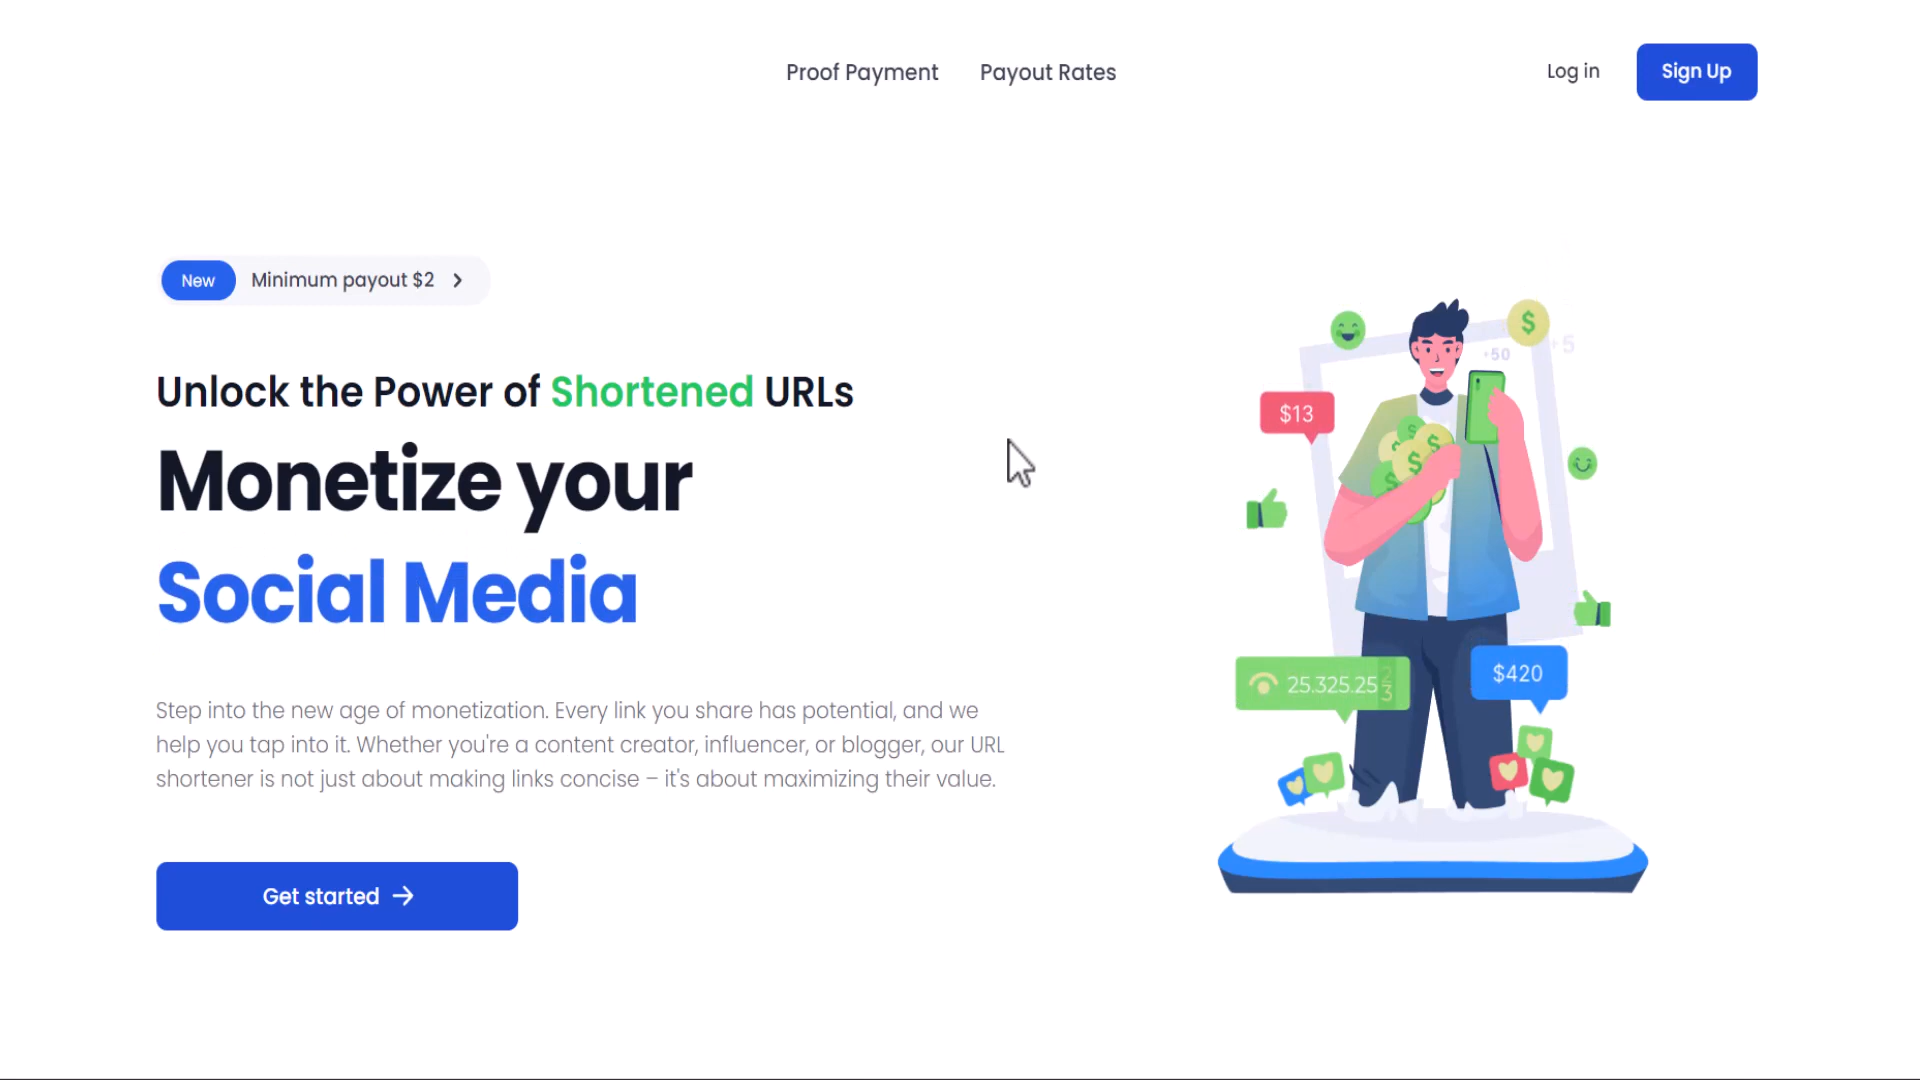 Proof Payment
Payout Rates
Log in
Sign Up
New
Minimum payout $2
Unlock the Power of Shortened URLs
Monetize your
Social Media
Step into the new age of monetization. Every link you share has potential, and we
help you tap into it. Whether you're a content creator, influencer, or blogger, our URL
shortener is not just about making links concise – it's about maximizing their value.
Get started
$
+50
+5
$13
$
$
$
$
25.325.25
$420